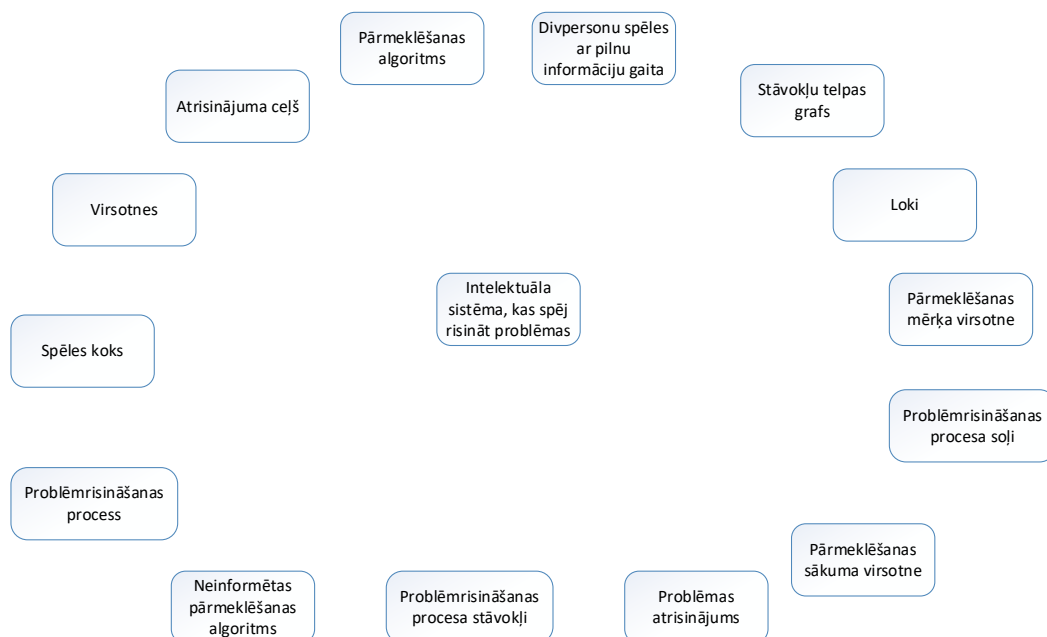 Pārmeklēšanas
algoritms
Divpersonu spēles
ar pilnu
informāciju gaita
Stāvokļu telpas
grafs
Atrisinājuma ceļš
Virsotnes
Loki
Intelektuāla
sistēma, kas spēj
risināt problēmas
Pārmeklēšanas
mērķa virsotne
Spēles koks
Problēmrisināšanas
procesa soļi
Problēmrisināšanas
process
Pārmeklēšanas
sākuma virsotne
Neinformētas
pārmeklēšanas
algoritms
Problēmrisināšanas
procesa stāvokļi
Problēmas
atrisinājums